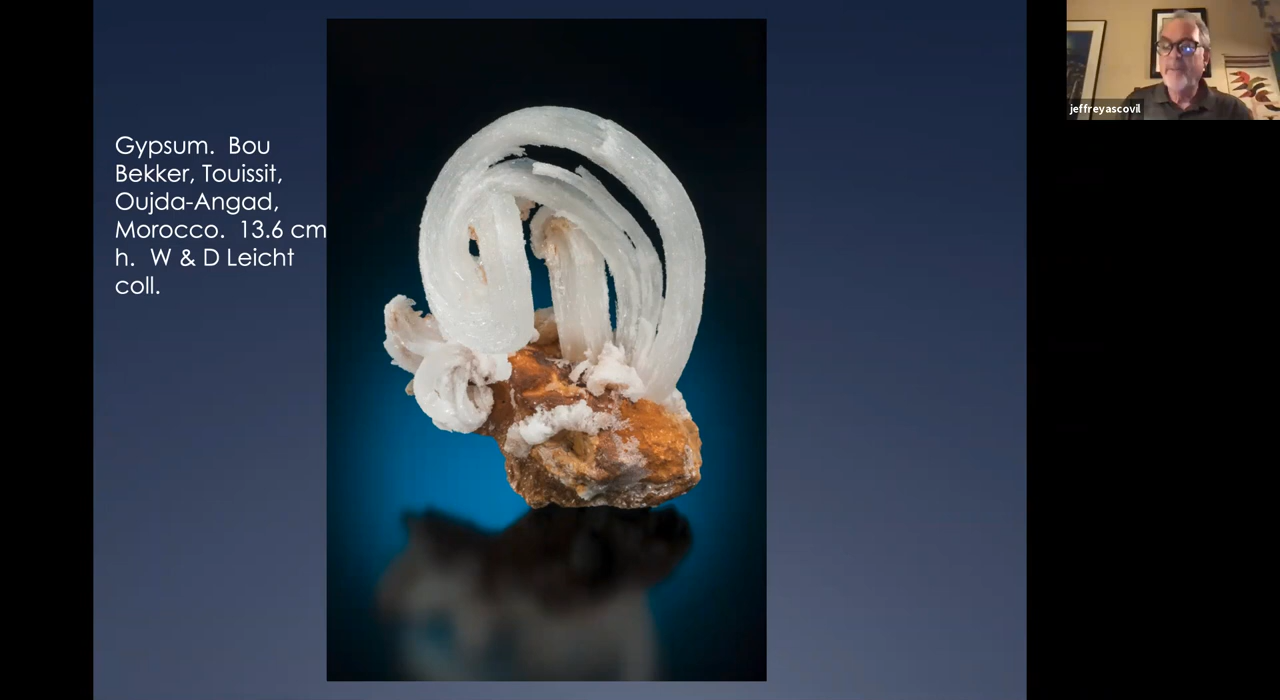 Gypsum.  Bou
Bekker, Touissit,
Oujda-Angad,
Morocco.  13.6 cm
h.  W & D Leicht
coll.
jeffreyascovil